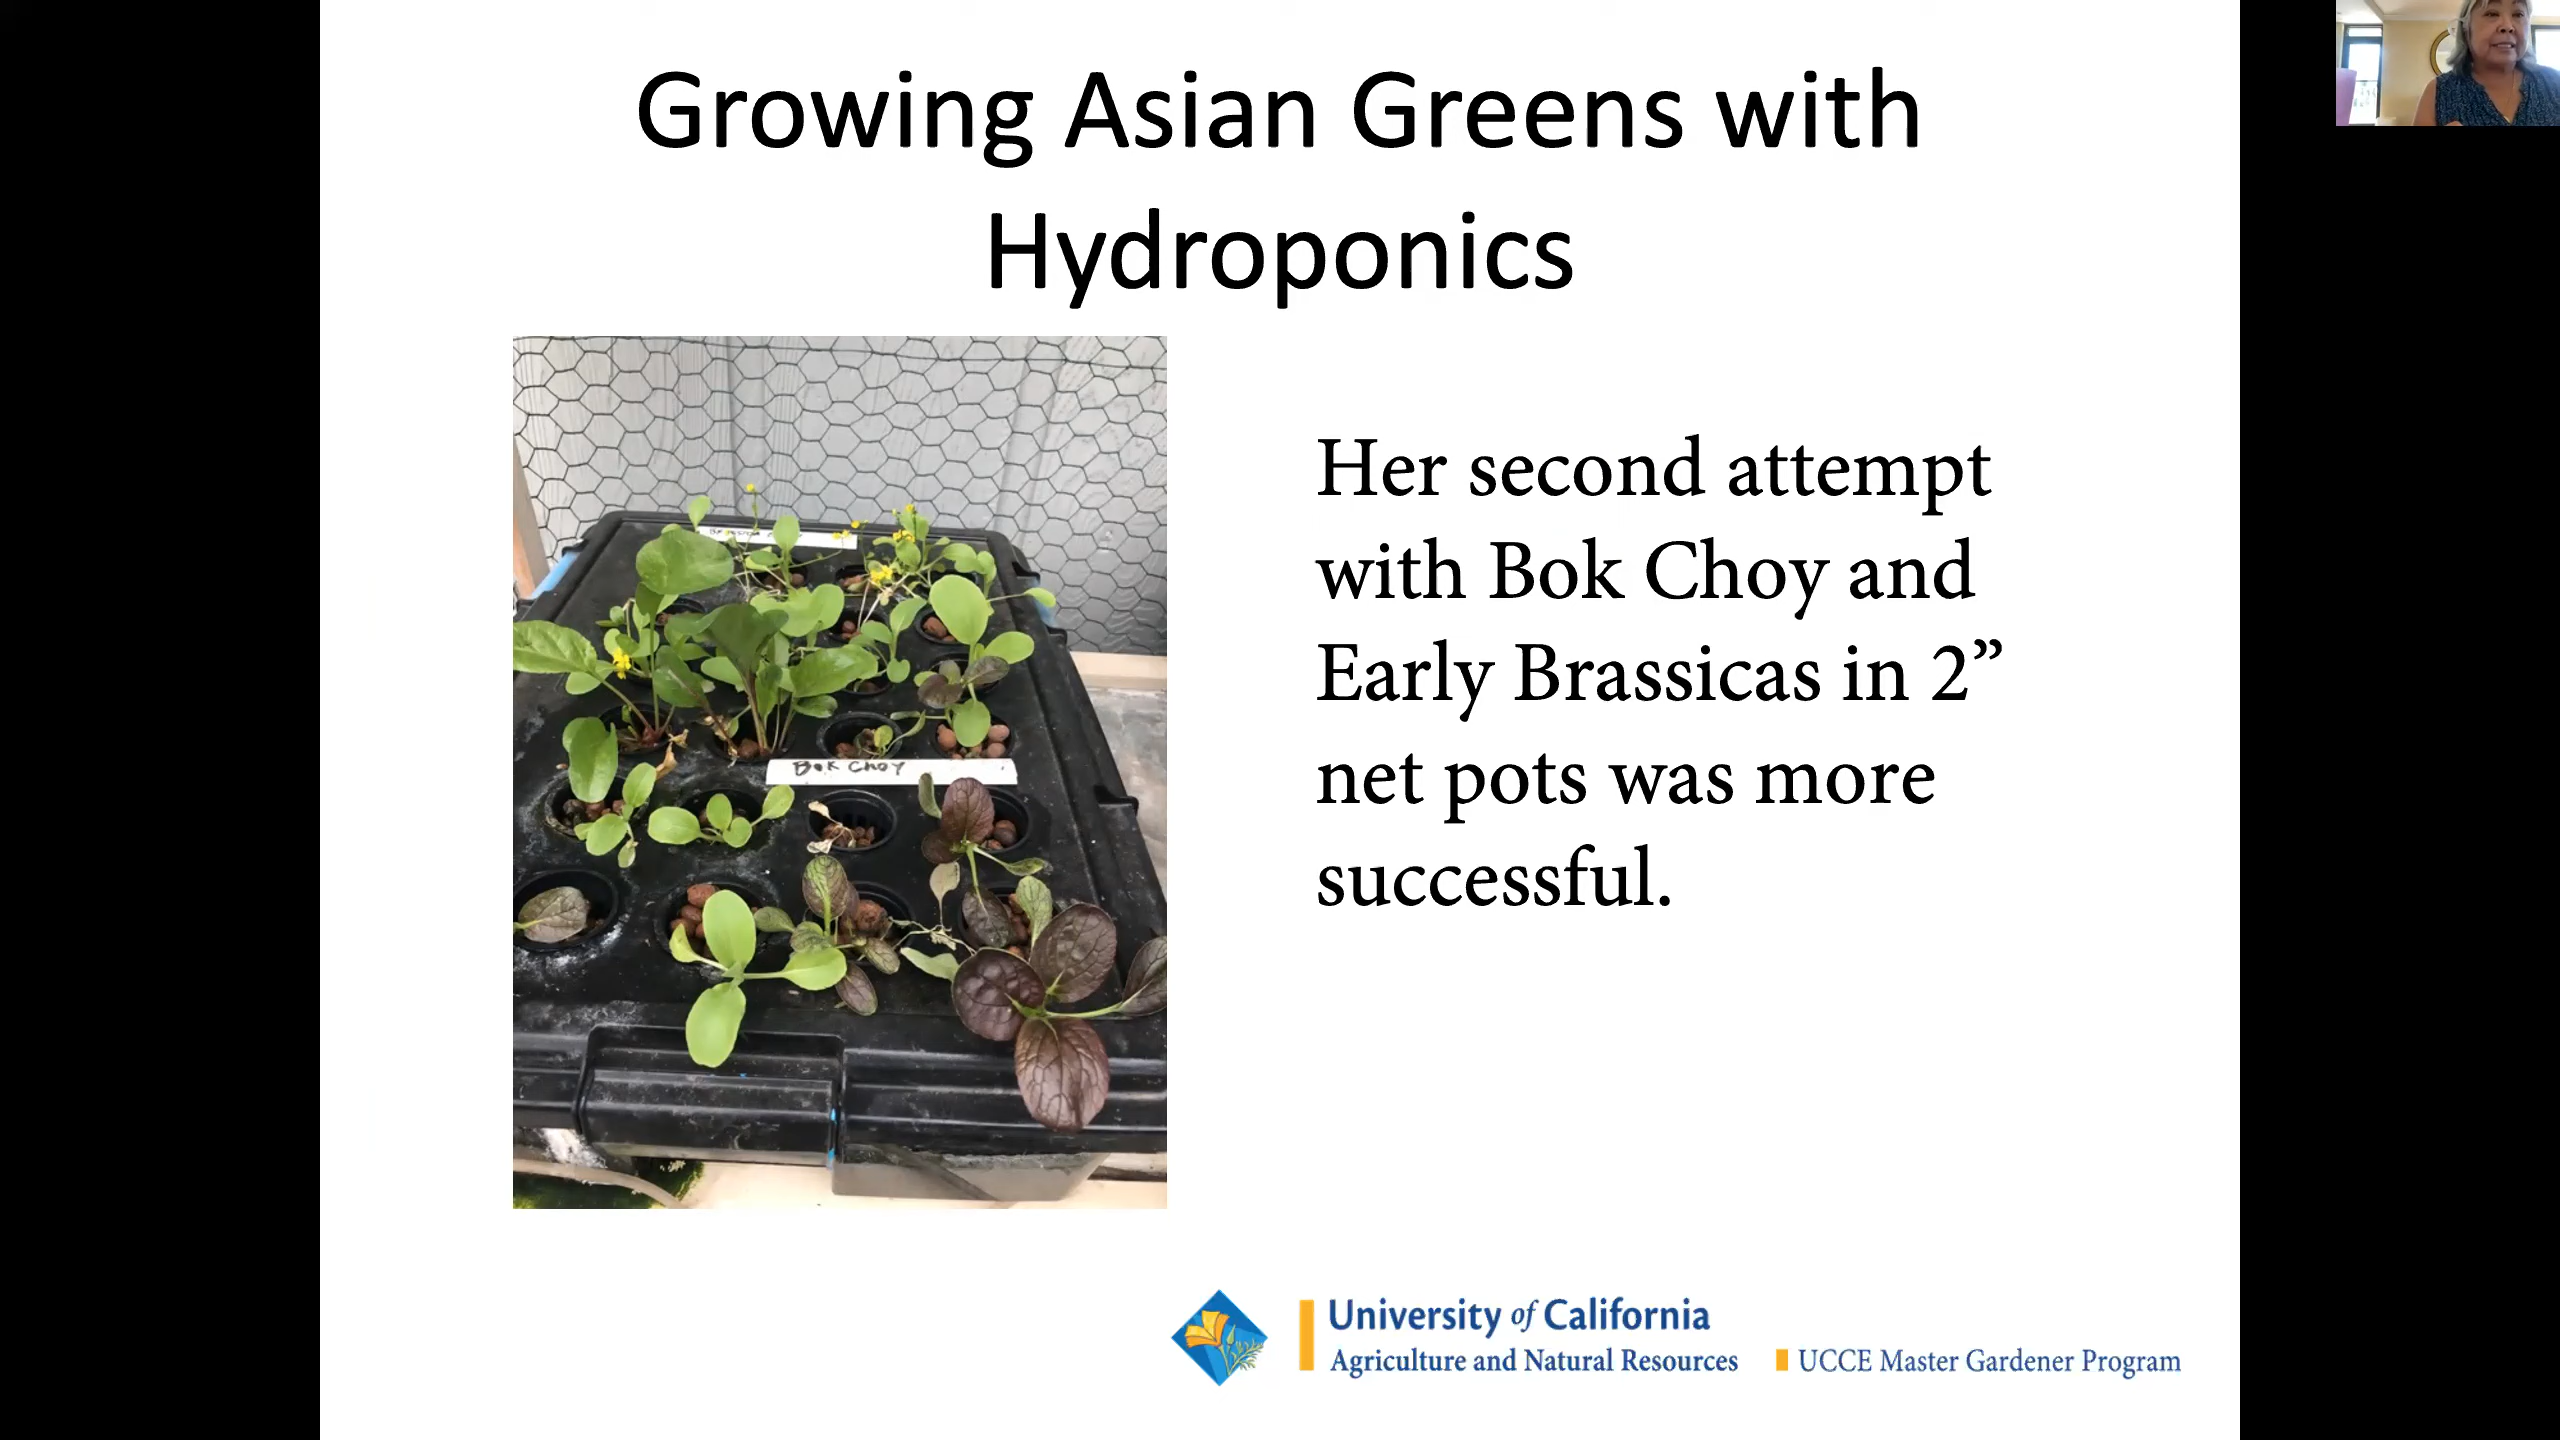 Growing Asian Greens with
Hydroponics
Her second attempt
with Bok Choy and
Early Brassicas in 2”
net pots was more
successful.
Bok Choy
University of California
Agriculture and Natural Resources
UCCE Master Gardener Program